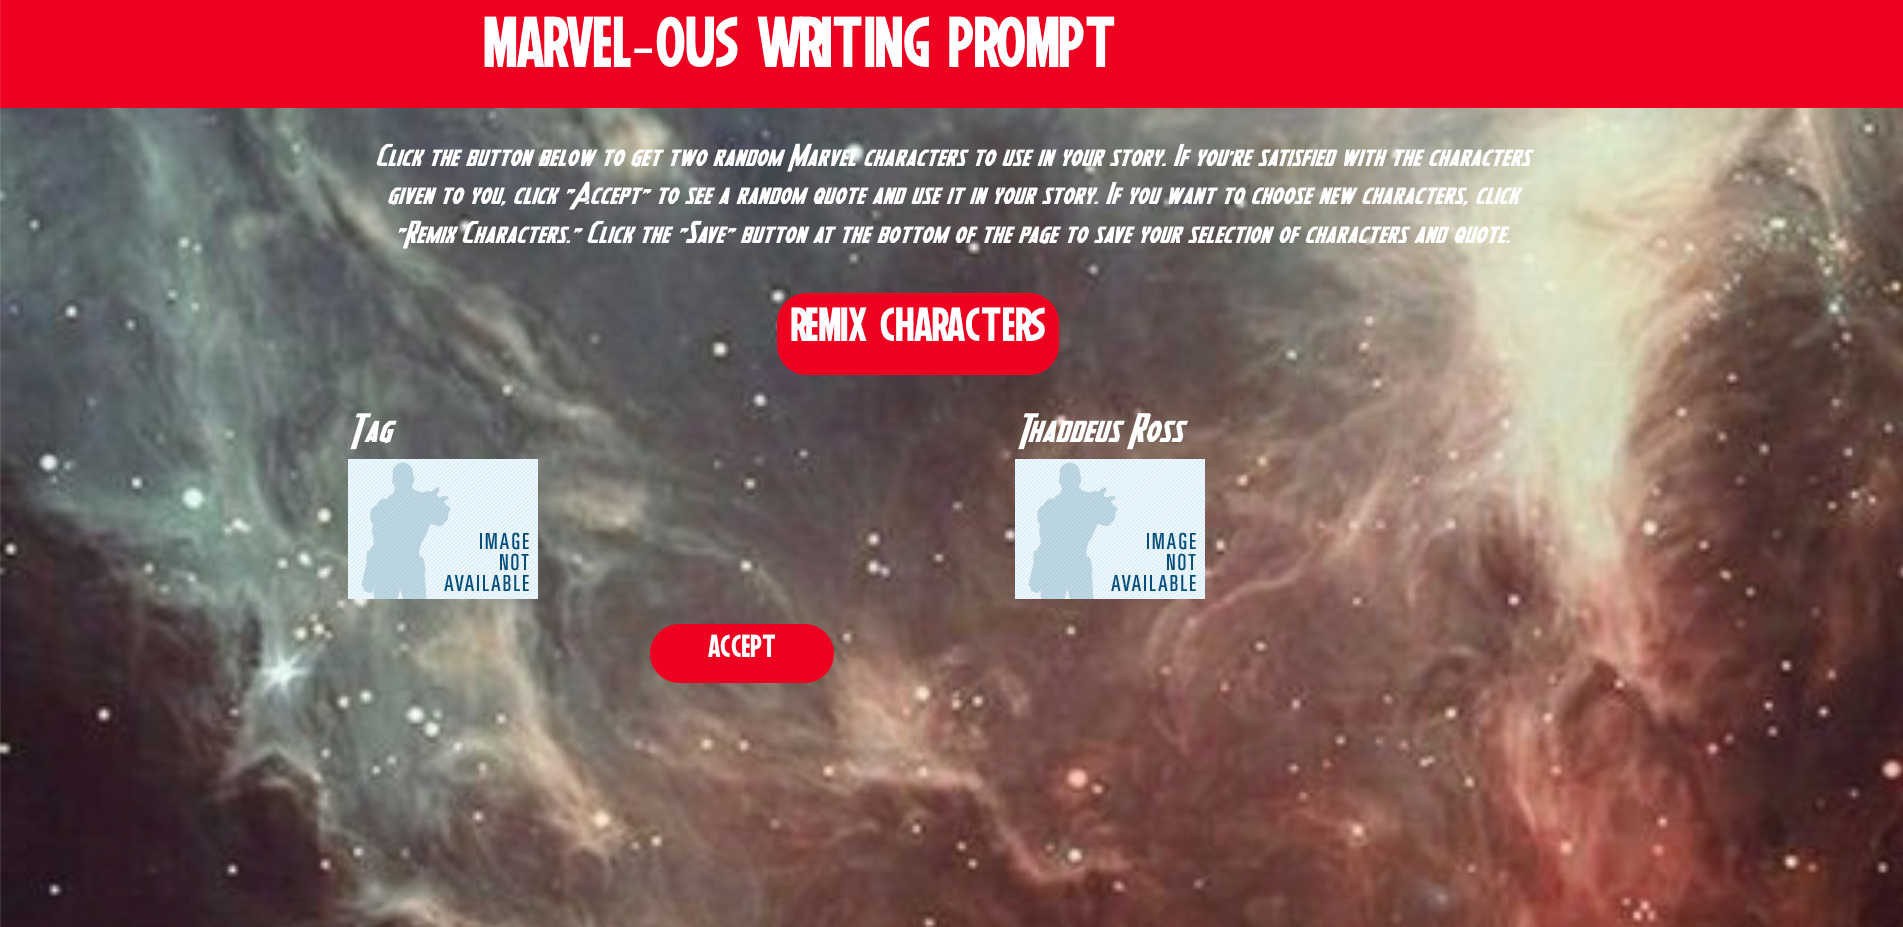 MARVEL-OUS WRITING PROMPT
Click the button below to get two random Marvel characters to use in your story. If you're satisfied with the characters
given to you, click "Accept" to see a random quote and use it in your story. If you want to choose new characters, click
"Remix Characters." Click the "Save" button at the bottom of the page to save your selection of characters and quote.
REMIX CHARACTERS
Tag
Thaddeus Ross
IMAGE
NOT
AVAILABLE
IMAGE
NOT
AVAILABLE
ACCEPT